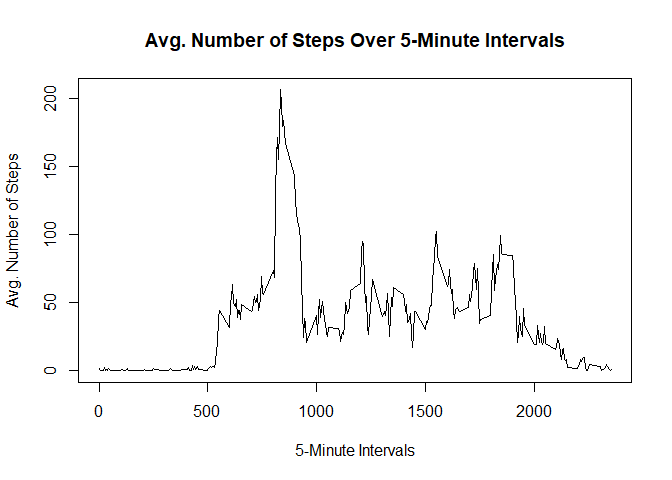 Avg. Number of Steps Over 5-Minute Intervals
Avg. Number of Steps
200
150
100
50
0
0 500 1000 1500 2000
5-Minute Intervals